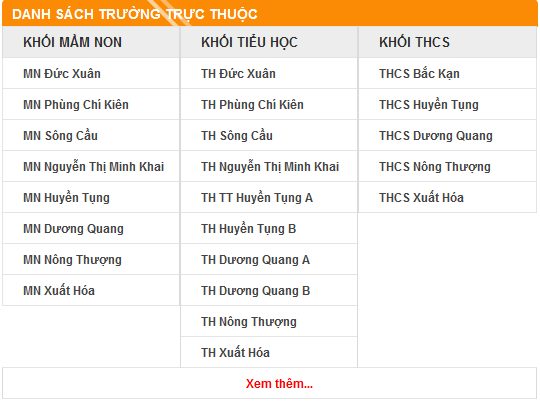 DANH SÁCH TRƯỜNG TRỰC THUỘC
KHỐI MẦM NON KHỐI TIỂU HỌC KHỐI THCS
MN Đức Xuân TH Đức Xuân THCS Bắc Kạn
MN Phùng Chí Kiên TH Phùng Chí Kiên THCS Huyền Tụng
MN Sông Cầu TH Sông Cầu THCS Dương Quang
MN Nguyễn Thị Minh Khai TH Nguyễn Thị Minh Khai THCS Nông Thượng
MN Huyền Tụng TH TT Huyền Tụng A THCS Xuất Hóa
MN Dương Quang TH Huyền Tụng B
MN Nông Thượng TH Dương Quang A
MN Xuất Hóa TH Dương Quang B
TH Nông Thượng
TH Xuất Hóa
Xem thêm...